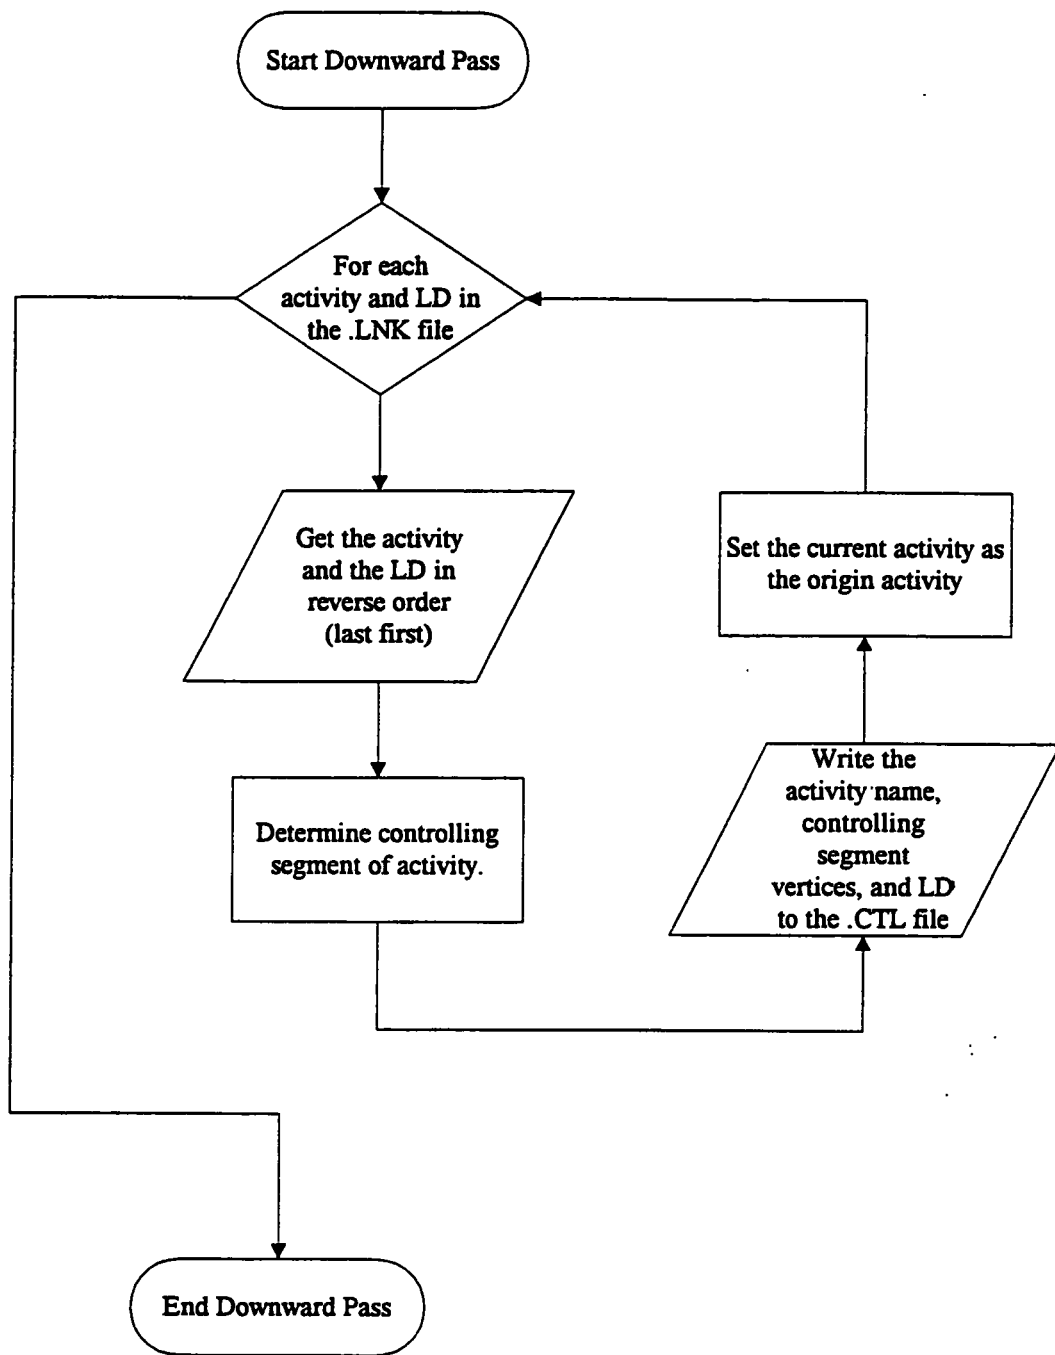 Start Downward Pass
For each
activity and LD in
the .LNK file
Get the activity
and the LD in
reverse order
(last first)
Determine controlling
segment of activity.
Write the
activity name,
controlling
segment
vertices, and LD
to the .CTL file
Set the current activity as
the origin activity
End Downward Pass